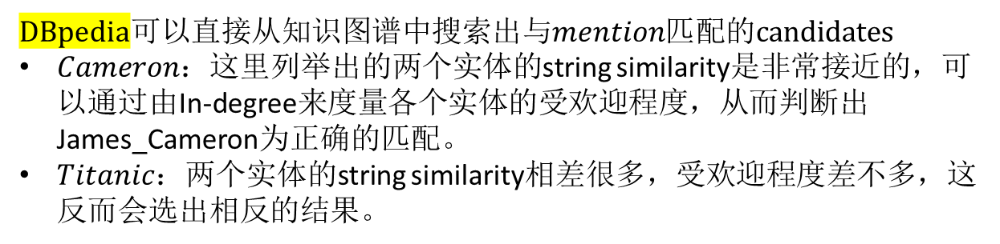 DBpedia可以直接从知识图谱中搜索出与mention匹配的candidates
• Cameron：这里列举出的两个实体的string similarity是非常接近的，可
以通过由In-degree来度量各个实体的受欢迎程度，从而判断出
James_Cameron为正确的匹配。
• Titanic：两个实体的string similarity相差很多，受欢迎程度差不多，这
反而会选出相反的结果。